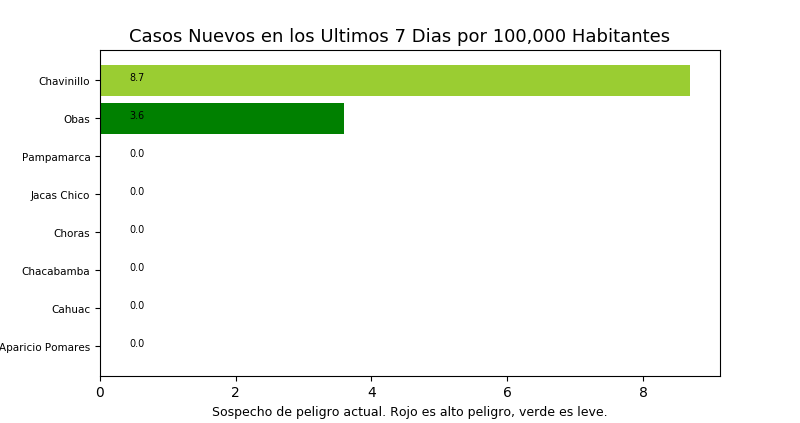 Casos Nuevos en los Ultimos 7 Dias por 100,000 Habitantes
Chavinillo 8.7
Obas 3.6
Pampamarca 0.0
Jacas Chico 0.0
Choras 0.0
Chacabamba 0.0
Cahuac 0.0
Aparicio Pomares 0.0
0 2 4 6 8
Sospecho de peligro actual. Rojo es alto peligro, verde es leve.